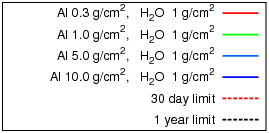 Al 0.3 g/cm², H₂O 1 g/cm²
Al 1.0 g/cm², H₂O 1 g/cm²
Al 5.0 g/cm², H₂O 1 g/cm²
Al 10.0 g/cm², H₂O 1 g/cm²
30 day limit
1 year limit